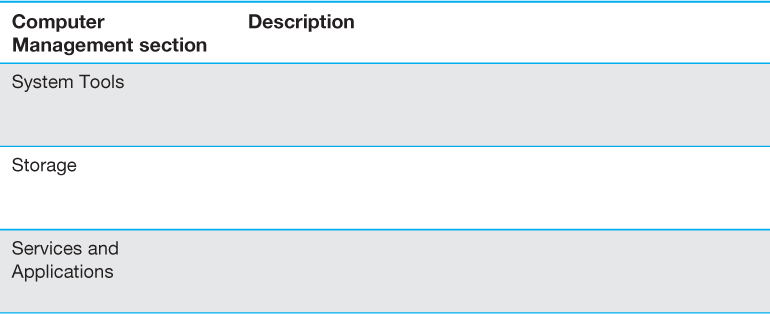 Computer
Management section
Description
System Tools
Storage
Services and
Applications